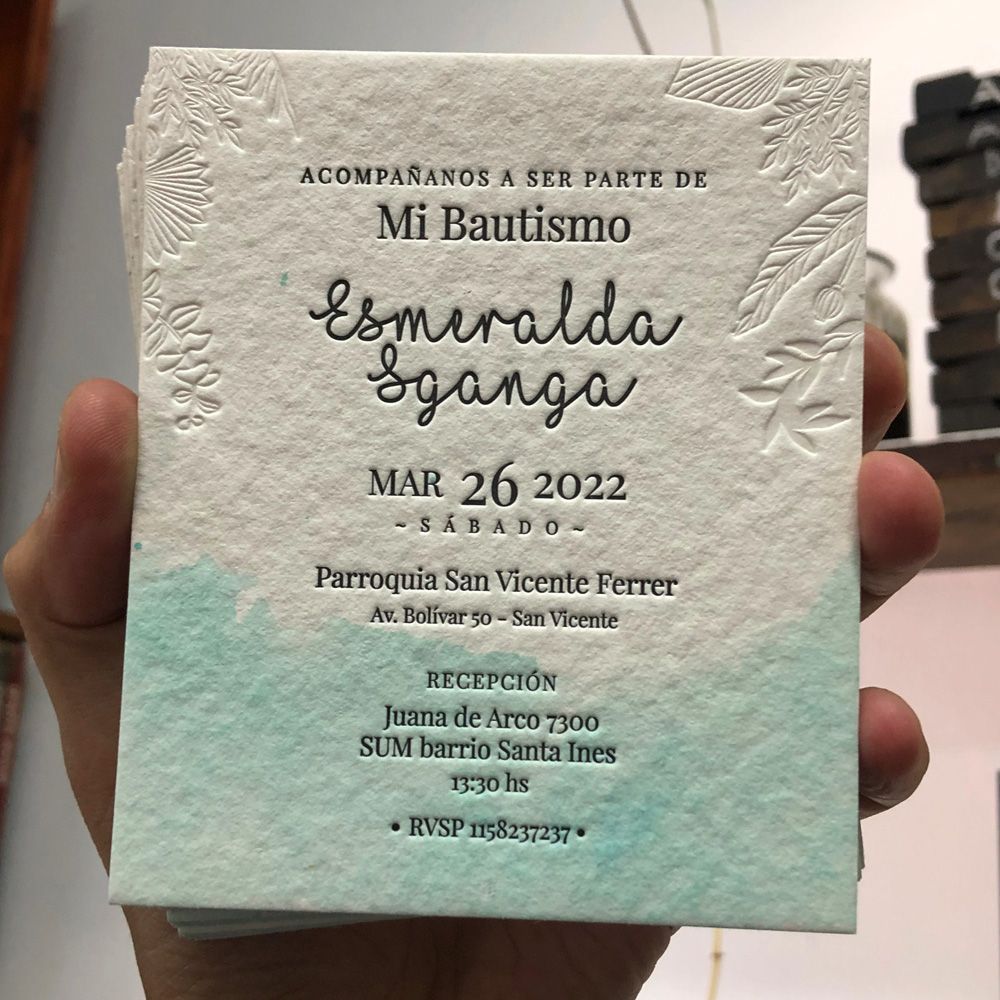 ACOMPAÑANOS A SER PARTE DE
Mi Bautismo
Esmeralda
Sganga
MAR 26 2022
~ SÁBADO ~
Parroquia San Vicente Ferrer
Av. Bolívar 50 - San Vicente
RECEPCIÓN
Juana de Arco 7300
SUM barrio Santa Ines
13:30 hs
• RVSP 1158237237 •